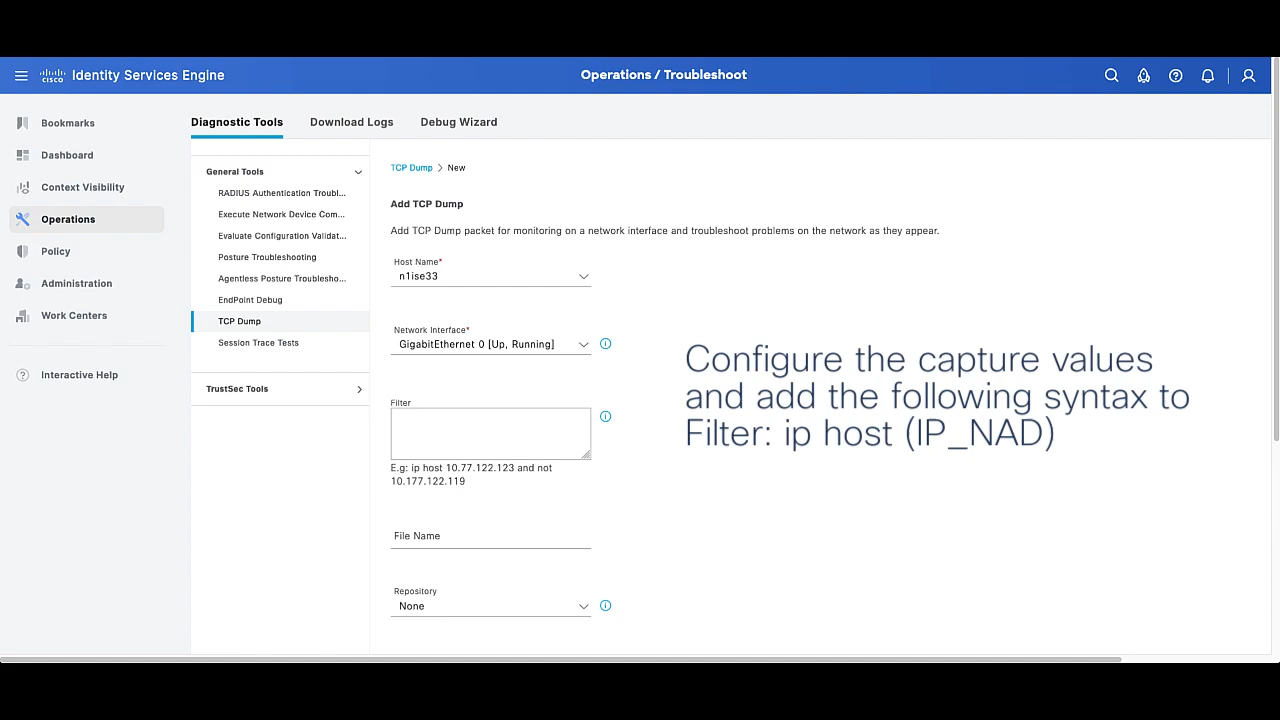 cisco Identity Services Engine
Operations / Troubleshoot
Bookmarks
Dashboard
Context Visibility
Operations
Policy
Administration
Work Centers
Interactive Help
Diagnostic Tools
Download Logs
Debug Wizard
General Tools
RADIUS Authentication Troubl...
Execute Network Device Com...
Evaluate Configuration Validat...
Posture Troubleshooting
Agentless Posture Troublesho...
EndPoint Debug
TCP Dump
Session Trace Tests
TrustSec Tools
TCP Dump > New
Add TCP Dump
Add TCP Dump packet for monitoring on a network interface and troubleshoot problems on the network as they appear.
Host Name*
n1ise33
Network Interface*
GigabitEthernet 0 [Up, Running]
Filter
E.g: ip host 10.77.122.123 and not
10.177.122.119
File Name
Repository
None
Configure the capture values
and add the following syntax to
Filter: ip host (IP_NAD)